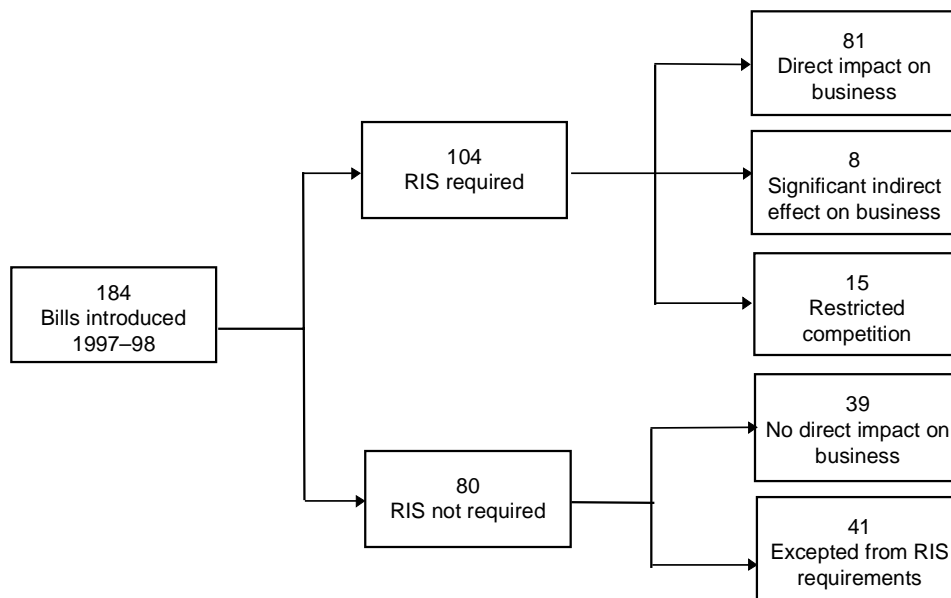 184
Bills introduced
1997–98
104
RIS required
80
RIS not required
81
Direct impact on
business
8
Significant indirect
effect on business
15
Restricted
competition
39
No direct impact on
business
41
Excepted from RIS
requirements